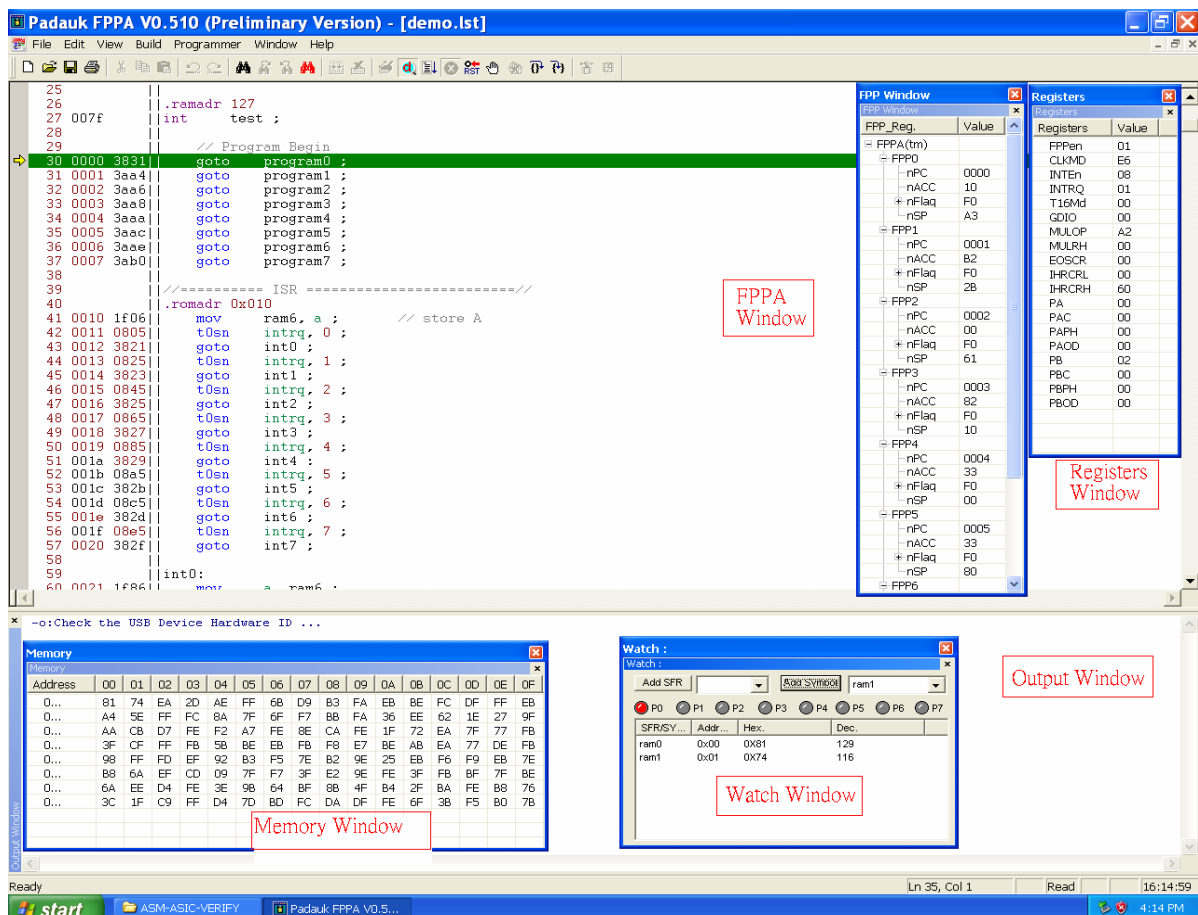 Padauk FPPA V0.510 (Preliminary Version) - [demo.lst]
File Edit View Build Programmer Window Help
25 ||
26 ||.ramadr 127
27 007f ||int test ;
28 ||
29 || // Program Begin
30 0000 3831|| goto program0 ;
31 0001 3aa4|| goto program1 ;
32 0002 3aa6|| goto program2 ;
33 0003 3aa8|| goto program3 ;
34 0004 3aaa|| goto program4 ;
35 0005 3aac|| goto program5 ;
36 0006 3aae|| goto program6 ;
37 0007 3ab0|| goto program7 ;
38 ||
39 ||//========== ISR ==========================//
40 ||.romadr 0x010
41 0010 1f06|| mov ram6, a ; // store A
42 0011 0805|| t0sn intrq, 0 ;
43 0012 3821|| goto int0 ;
44 0013 0825|| t0sn intrq, 1 ;
45 0014 3823|| goto int1 ;
46 0015 0845|| t0sn intrq, 2 ;
47 0016 3825|| goto int2 ;
48 0017 0865|| t0sn intrq, 3 ;
49 0018 3827|| goto int3 ;
50 0019 0885|| t0sn intrq, 4 ;
51 001a 3829|| goto int4 :
52 001b 08a5|| t0sn intrq, 5 ;
53 001c 382b|| goto int5 ;
54 001d 08c5|| t0sn intrq, 6 ;
55 001e 382d|| goto int6 ;
56 001f 08e5|| t0sn intrq, 7 ;
57 0020 382f|| goto int7 ;
58 ||
59 ||int0:
60 0021 1f86|| mov a, ram6 ;
FPPA
Window
FPP Window
FPP Window
FPP_Reg. Value
FPPA(tm)
FPP0
nPC 0000
nACC 10
nFlag F0
nSP A3
FPP1
nPC 0001
nACC B2
nFlag F0
nSP 2B
FPP2
nPC 0002
nACC 00
nFlag F0
nSP 61
FPP3
nPC 0003
nACC 82
nFlag F0
nSP 10
FPP4
nPC 0004
nACC 33
nFlag F0
nSP 00
FPP5
nPC 0005
nACC 33
nFlag F0
nSP 80
FPP6
Registers
Registers
Registers Value
FPPen 01
CLKMD E6
INTEn 08
INTRQ 01
T16Md 00
GDIO 00
MULOP A2
MULRH 00
EOSCR 00
IHRCRL 00
IHRCRH 60
PA 00
PAC 00
PAPH 00
PAOD 00
PB 02
PBC 00
PBPH 00
PBOD 00
Registers
Window
-o:Check the USB Device Hardware ID ...
Memory
Memory
Address 00 01 02 03 04 05 06 07 08 09 0A 0B 0C 0D 0E 0F
0... 81 74 EA 2D AE FF 6B D9 B3 FA EB BE FC DF FF EB
0... A4 5E FF FC 8A 7F 6F F7 BB FA 36 EE 62 1E 27 9F
0... AA CB D7 FE F2 A7 FE 8E CA FE 1F 72 EA 7F 77 FB
0... 3F CF FF FB 5B BE EB FB F8 E7 BE AB EA 77 DE FB
0... 98 FF FD EF 92 B3 F5 7E B2 9E 25 EB F6 F9 EB 7E
0... B8 6A EF CD 09 7F F7 3F E2 9E FE 3F FB BF 7F BE
0... 6A EE D4 FE 3E 9B 64 BF 8B 4F B4 2F BA FE B8 76
0... 3C 1F C9 FF D4 7D BD FC DA DF FE 6F 3B F5 B0 7B
Memory Window
Watch :
Watch :
Add SFR Add Symbol ram1
P0 P1 P2 P3 P4 P5 P6 P7
SFR/SY... Addr... Hex. Dec.
ram0 0x00 0X81 129
ram1 0x01 0X74 116
Watch Window
Output Window
Output Window
Ready Ln 35, Col 1 Read 16:14:59
start ASM-ASIC-VERIFY Padauk FPPA V0.5... 4:14 PM